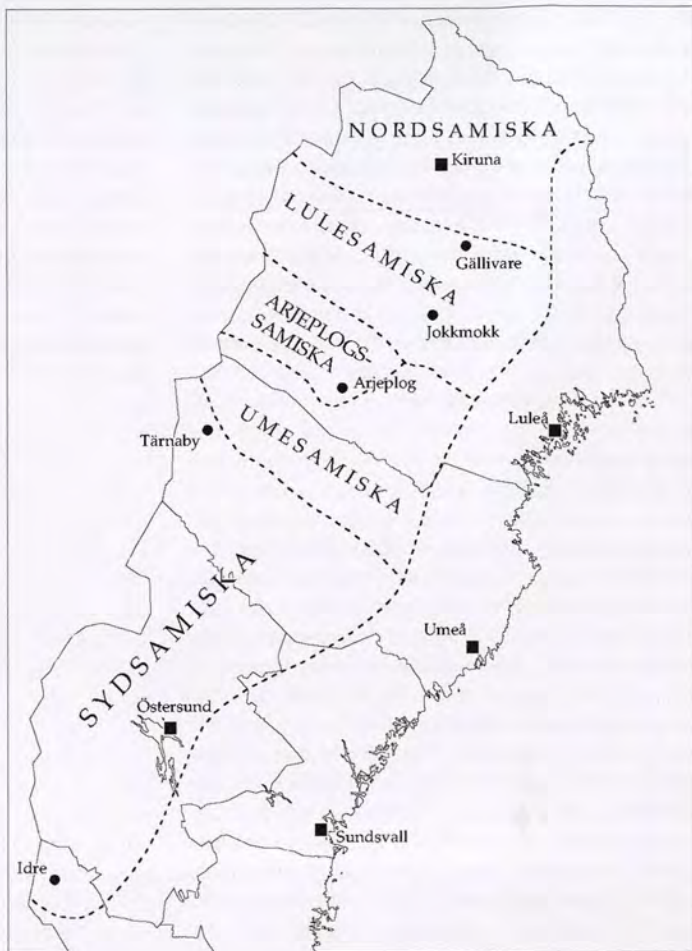 NORDSAMISKA
Kiruna
LULESAMISKA
Gällivare
Jokkmokk
ARJEPLOGS-
SAMISKA
Arjeplog
Luleå
Tärnaby
UMESAMISKA
SYDSAMISKA
Umeå
Östersund
Sundsvall
Idre